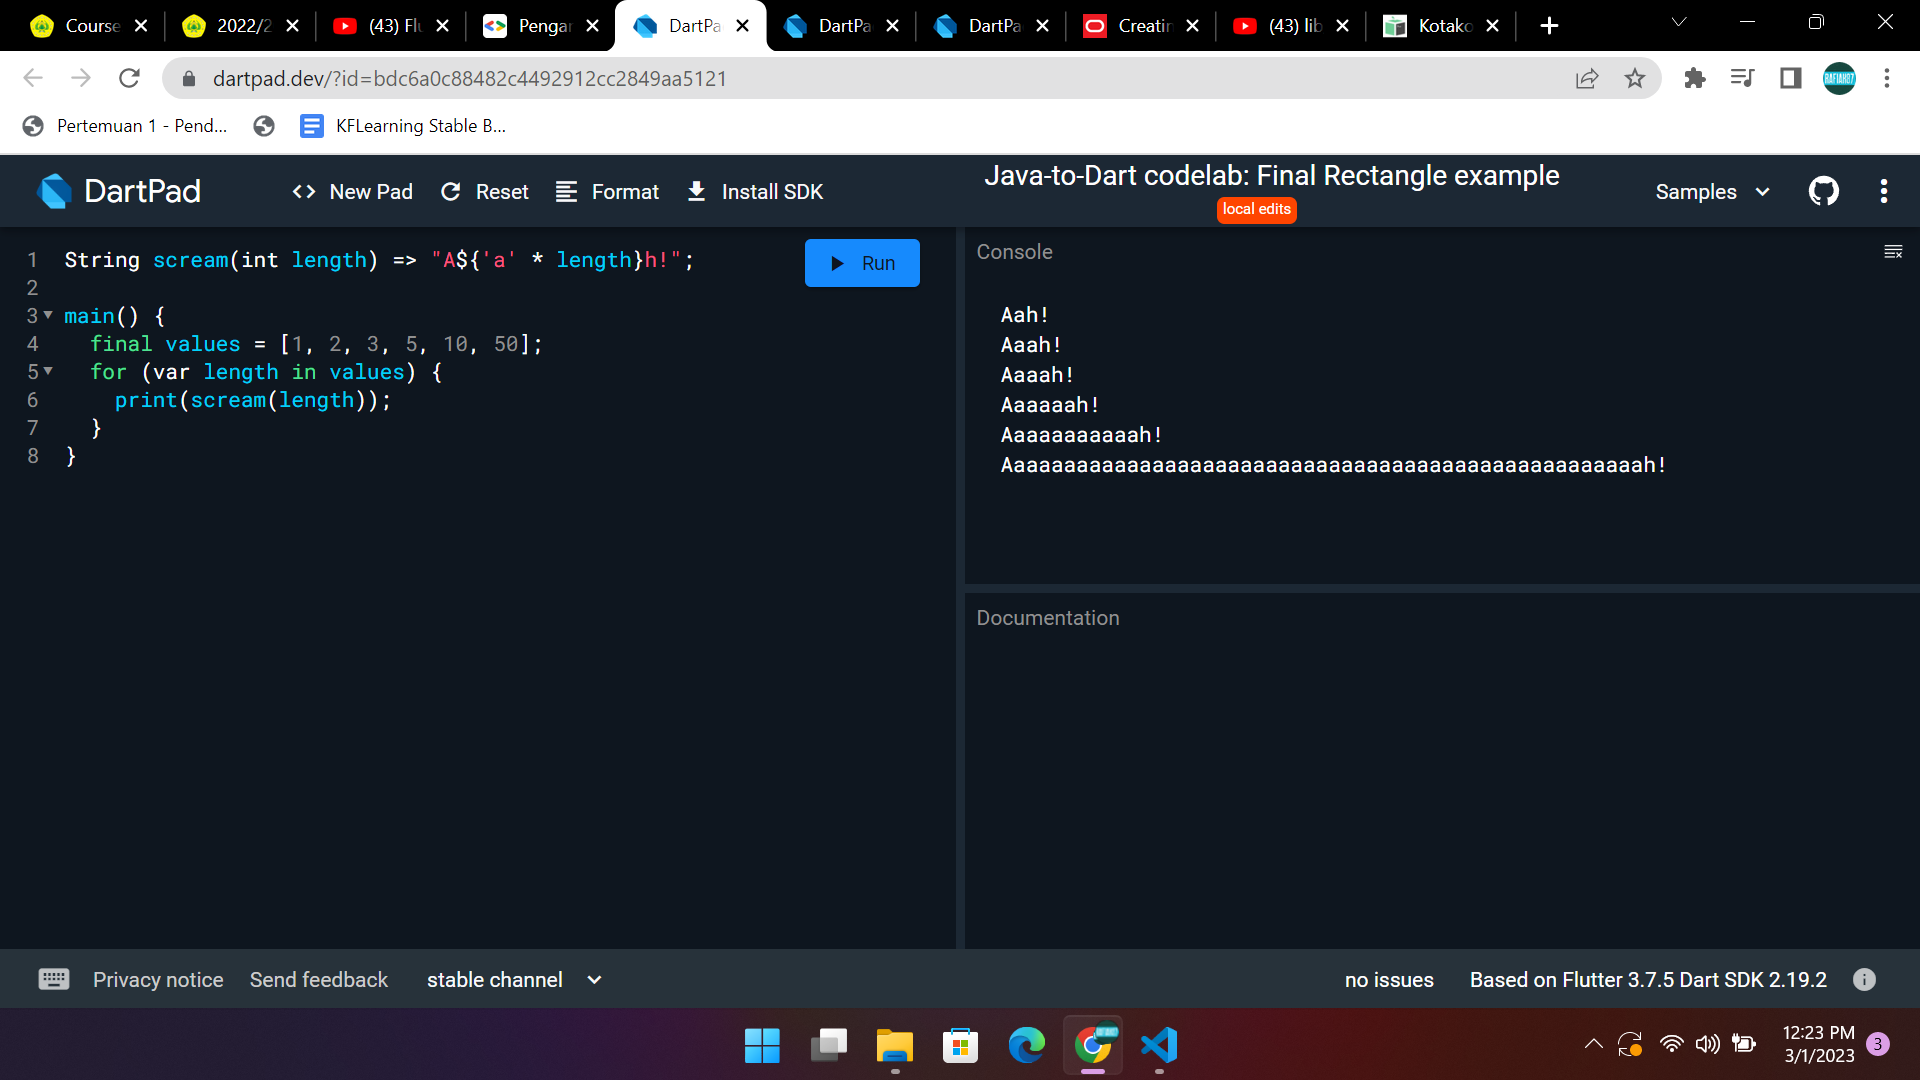 Course
2022/2
(43) Flu
Pengan
DartPa
DartPa
DartPa
Creatin
(43) lib
Kotako
dartpad.dev/?id=bdc6a0c88482c4492912cc2849aa5121
Pertemuan 1 - Pend...
KFLearning Stable B...
DartPad
New Pad
Reset
Format
Install SDK
Java-to-Dart codelab: Final Rectangle example
local edits
Samples
1 String scream(int length) => "A${'a' * length}h!";
2
3 main() {
4 final values = [1, 2, 3, 5, 10, 50];
5 for (var length in values) {
6 print(scream(length));
7 }
8 }
Run
Console
Aah!
Aaah!
Aaaah!
Aaaaaah!
Aaaaaaaaaaah!
Aaaaaaaaaaaaaaaaaaaaaaaaaaaaaaaaaaaaaaaaaaaaaaaaaaah!
Documentation
Privacy notice
Send feedback
stable channel
no issues
Based on Flutter 3.7.5 Dart SDK 2.19.2
RAFIAH87
12:23 PM
3/1/2023
3